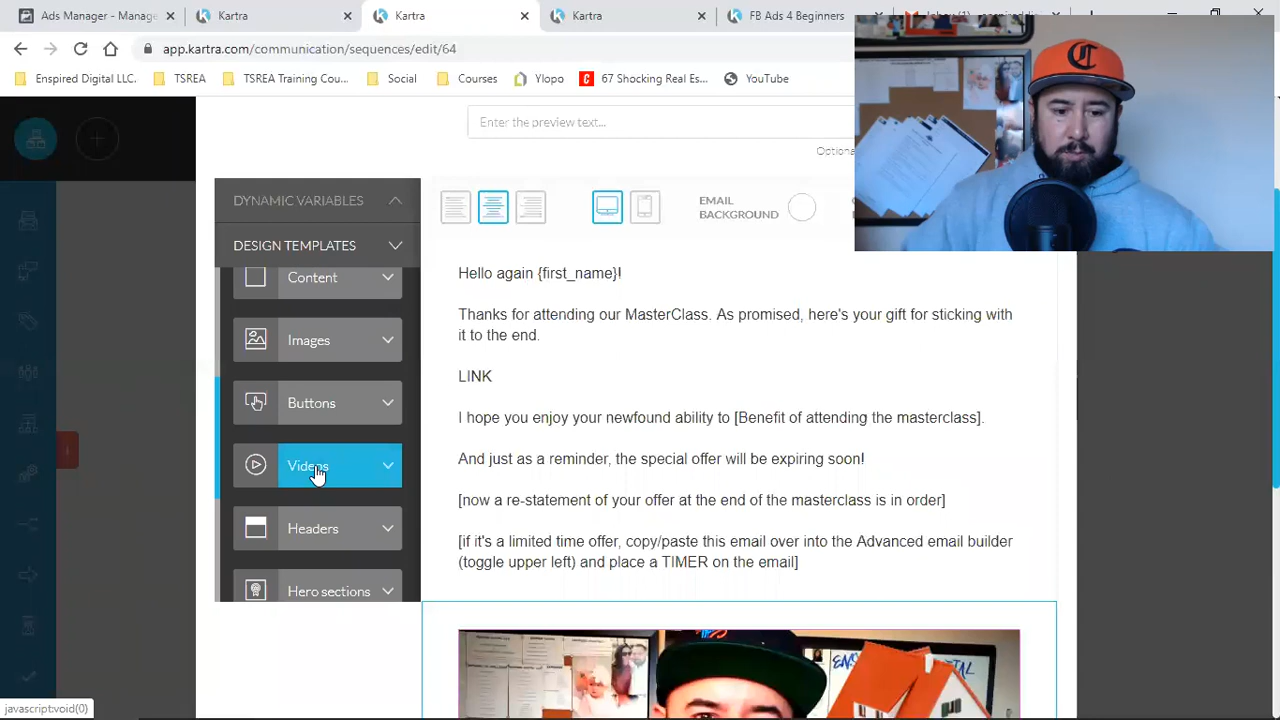 Ads Manager - Manage
Kartra
Kartra
Kartra
FB Ads 4 Beginners
app.kartra.com/
/sequences/edit/64
Enspired Digital LLC.
TSREA
TSREA Training Cou...
Social
Courses
Ylopo
67 Shocking Real Es...
YouTube
Enter the preview text...
Optiona
DYNAMIC VARIABLES
EMAIL
BACKGROUND
DESIGN TEMPLATES
Content
Images
Buttons
Videos
Headers
Hero sections
Hello again {first_name}!
Thanks for attending our MasterClass. As promised, here's your gift for sticking with
it to the end.
LINK
I hope you enjoy your newfound ability to [Benefit of attending the masterclass].
And just as a reminder, the special offer will be expiring soon!
[now a re-statement of your offer at the end of the masterclass is in order]
[if it's a limited time offer, copy/paste this email over into the Advanced email builder
(toggle upper left) and place a TIMER on the email]
javascript:void(0)